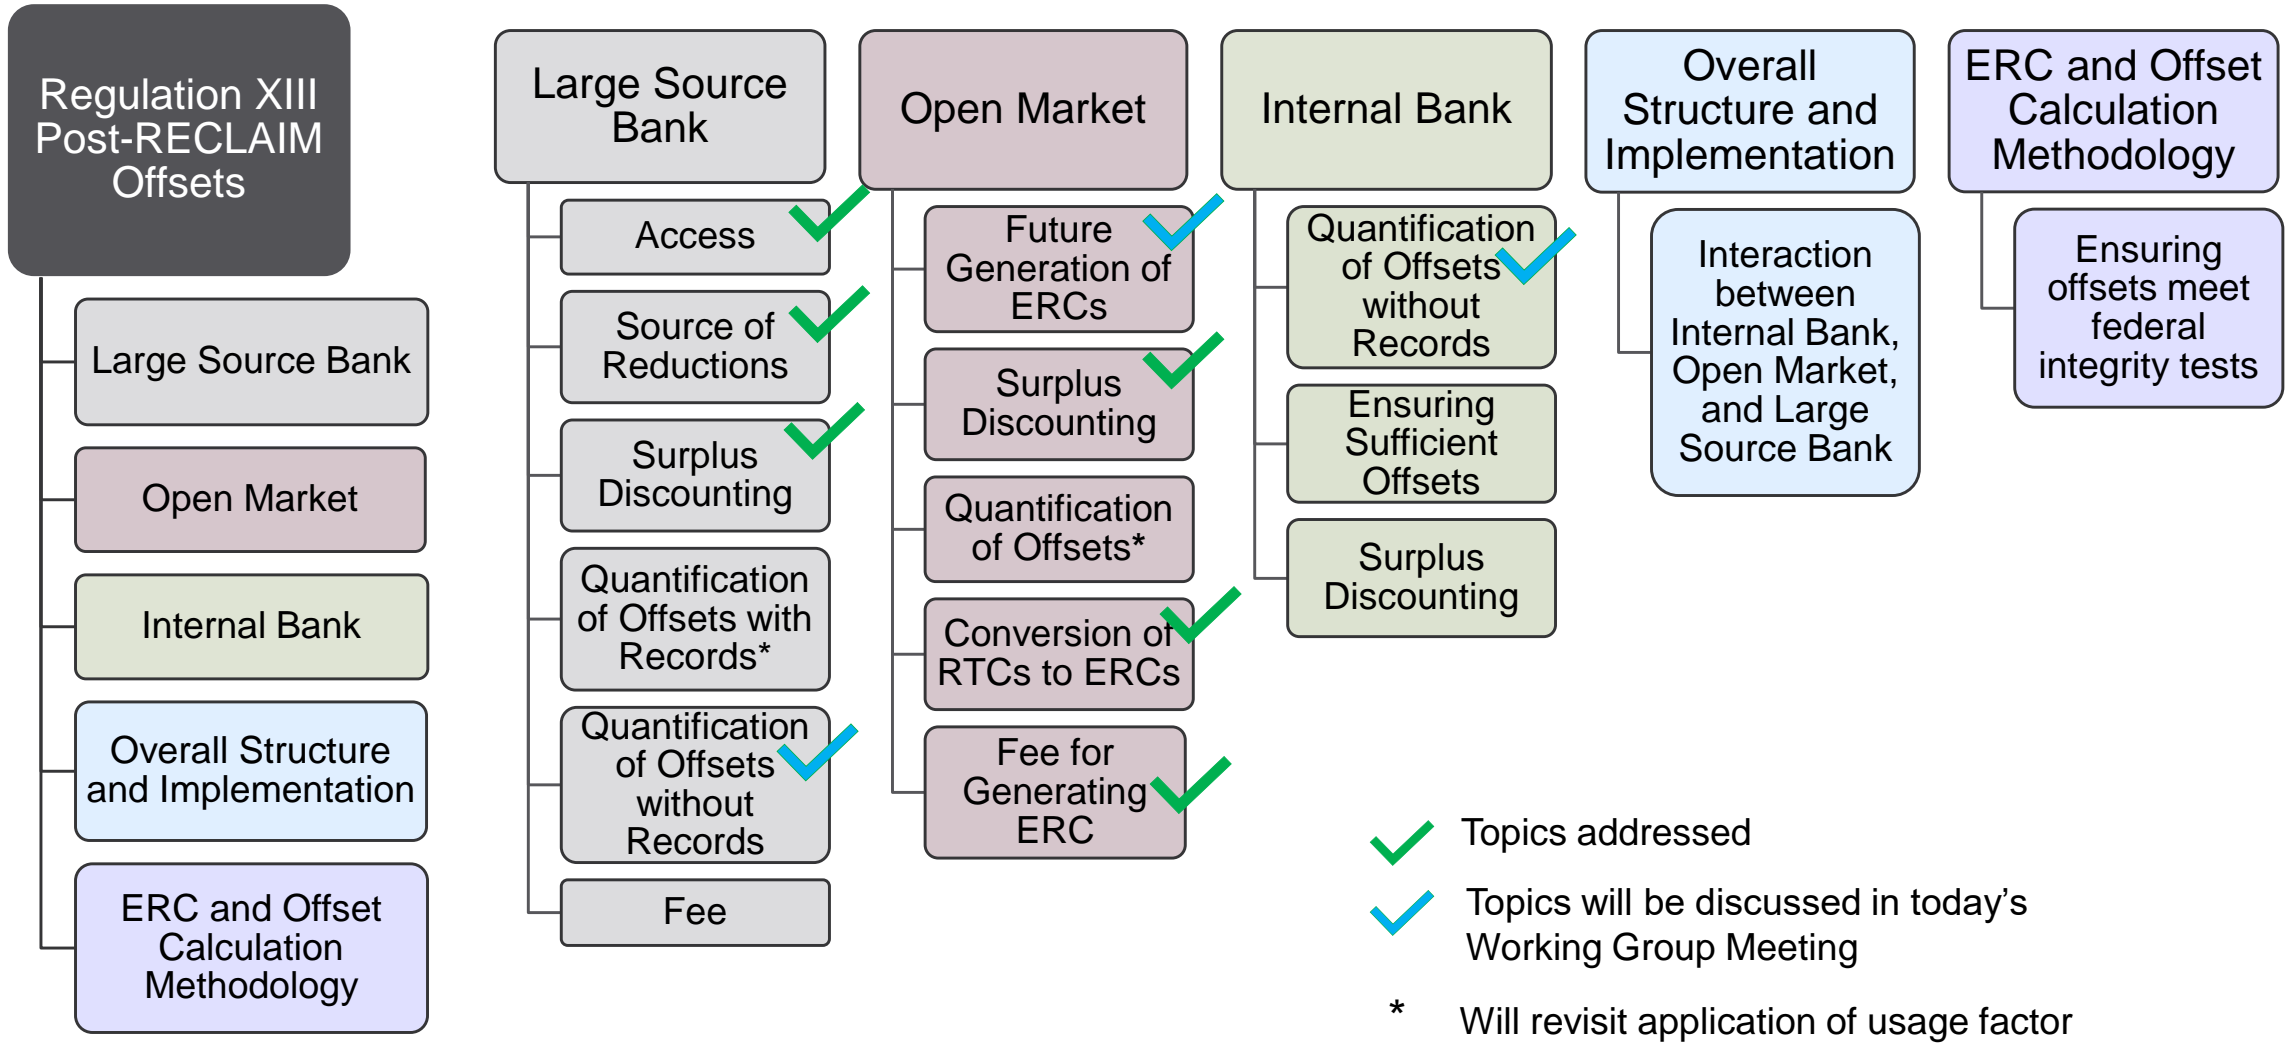 Regulation XIII
Post-RECLAIM
Offsets
Large Source Bank
Open Market
Internal Bank
Overall Structure
and Implementation
ERC and Offset
Calculation
Methodology
Large Source
Bank
Access
Source of
Reductions
Surplus
Discounting
Quantification
of Offsets with
Records*
Quantification
of Offsets
without
Records
Fee
Open Market
Future
Generation of
ERCs
Surplus
Discounting
Quantification
of Offsets*
Conversion of
RTCs to ERCs
Fee for
Generating
ERC
Internal Bank
Quantification
of Offsets
without
Records
Ensuring
Sufficient
Offsets
Surplus
Discounting
Overall
Structure and
Implementation
Interaction
between
Internal Bank,
Open Market,
and Large
Source Bank
ERC and Offset
Calculation
Methodology
Ensuring
offsets meet
federal
integrity tests
Topics addressed
Topics will be discussed in today’s
Working Group Meeting
* Will revisit application of usage factor